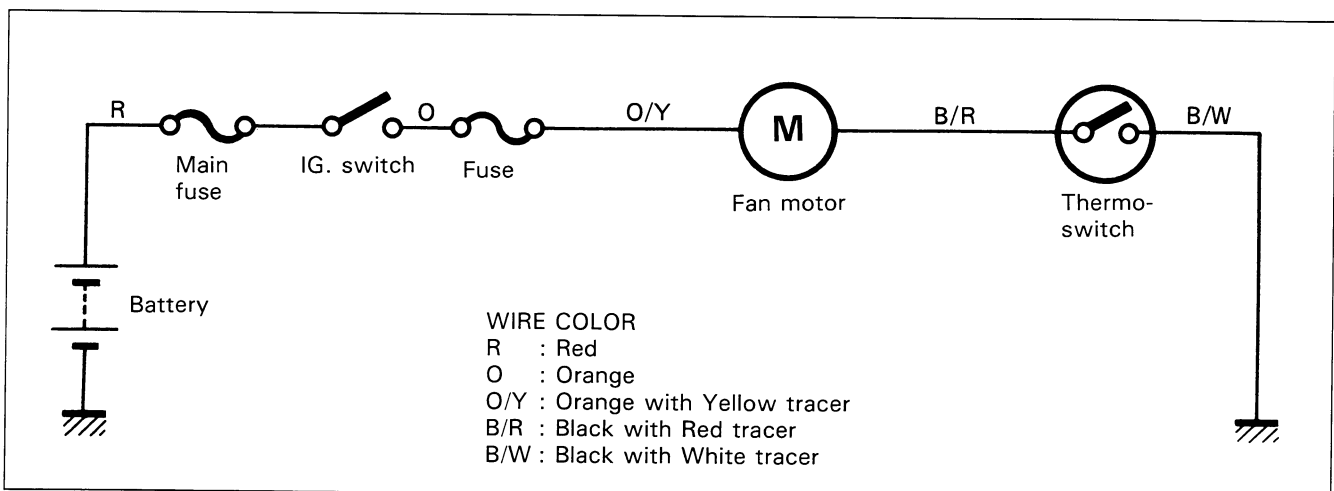 R
O
O/Y
M
B/R
B/W
Main
fuse
IG. switch
Fuse
Fan motor
Thermo-
switch
Battery
WIRE COLOR
R : Red
O : Orange
O/Y : Orange with Yellow tracer
B/R : Black with Red tracer
B/W : Black with White tracer